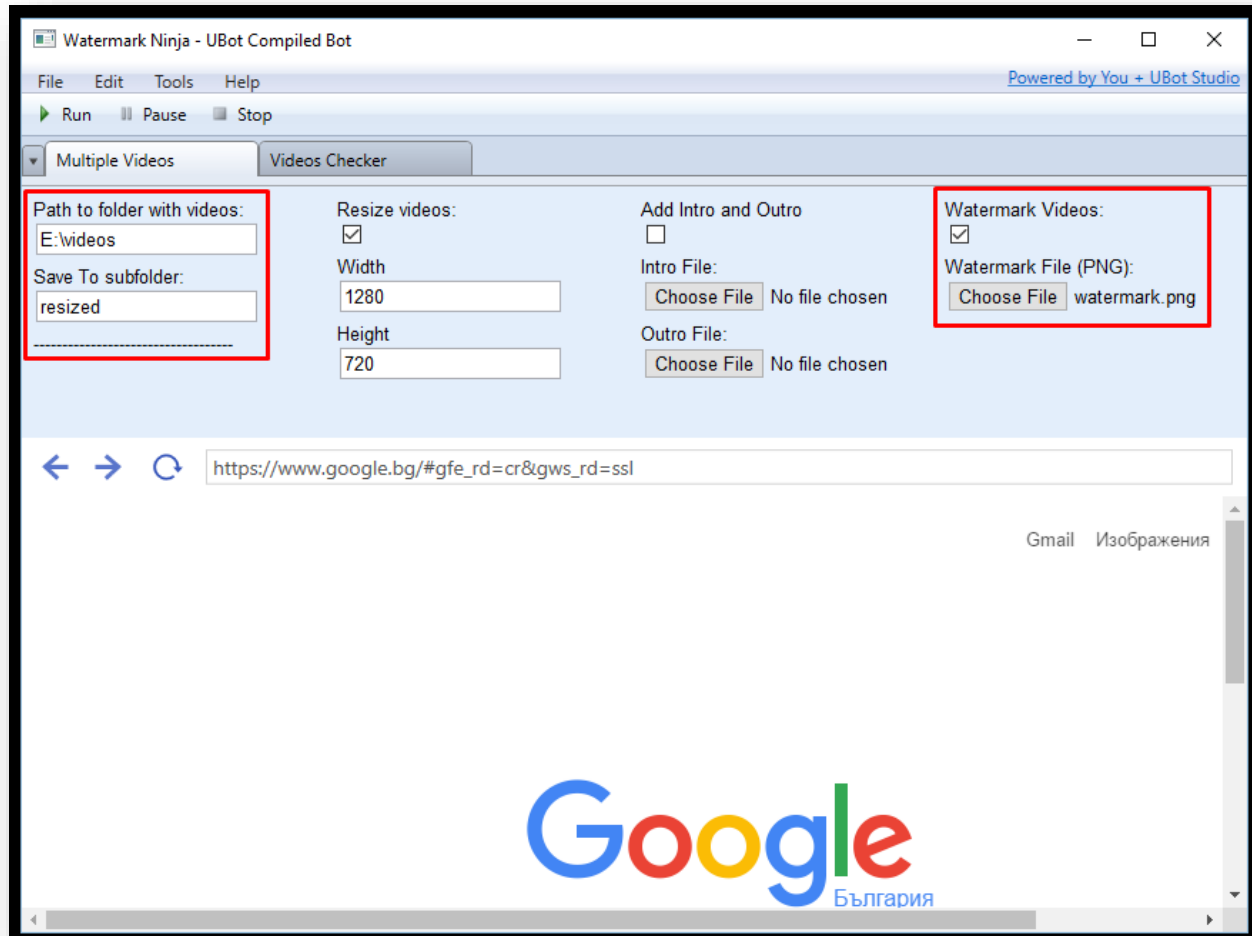 Watermark Ninja - UBot Compiled Bot
File Edit Tools Help Powered by You + UBot Studio
Run Pause Stop
Multiple Videos Videos Checker
Path to folder with videos:
E:\videos
Save To subfolder:
resized
-----------------------------------
Resize videos:
Width
1280
Height
720
Add Intro and Outro
Intro File:
Choose File No file chosen
Outro File:
Choose File No file chosen
Watermark Videos:
Watermark File (PNG):
Choose File watermark.png
https://www.google.bg/#gfe_rd=cr&gws_rd=ssl
Gmail Изображения
Google
България